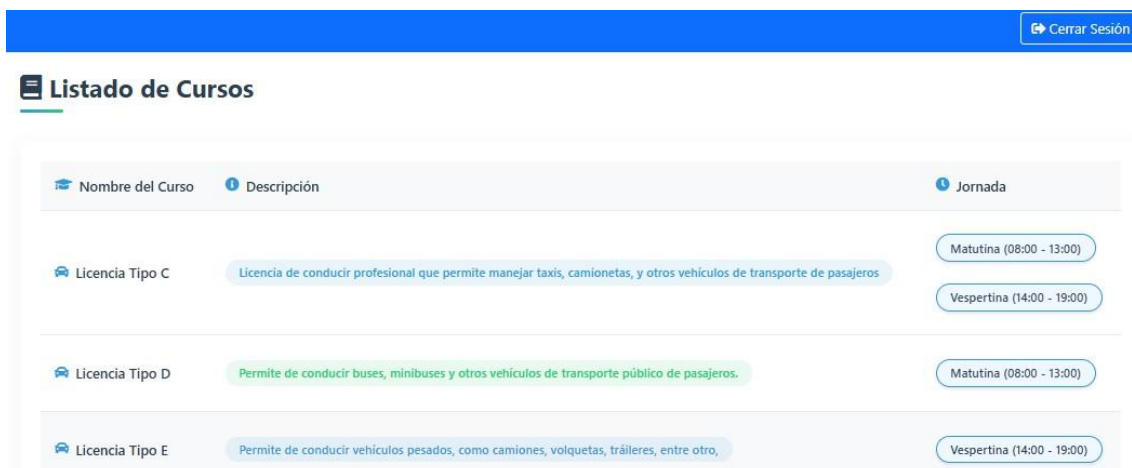 Cerrar Sesión
Listado de Cursos
Nombre del Curso Descripción Jornada
Licencia Tipo C Licencia de conducir profesional que permite manejar taxis, camionetas, y otros vehículos de transporte de pasajeros Matutina (08:00 - 13:00)
Vespertina (14:00 - 19:00)
Licencia Tipo D Permite de conducir buses, minibuses y otros vehículos de transporte público de pasajeros. Matutina (08:00 - 13:00)
Licencia Tipo E Permite de conducir vehículos pesados, como camiones, volquetas, tráileres, entre otro, Vespertina (14:00 - 19:00)